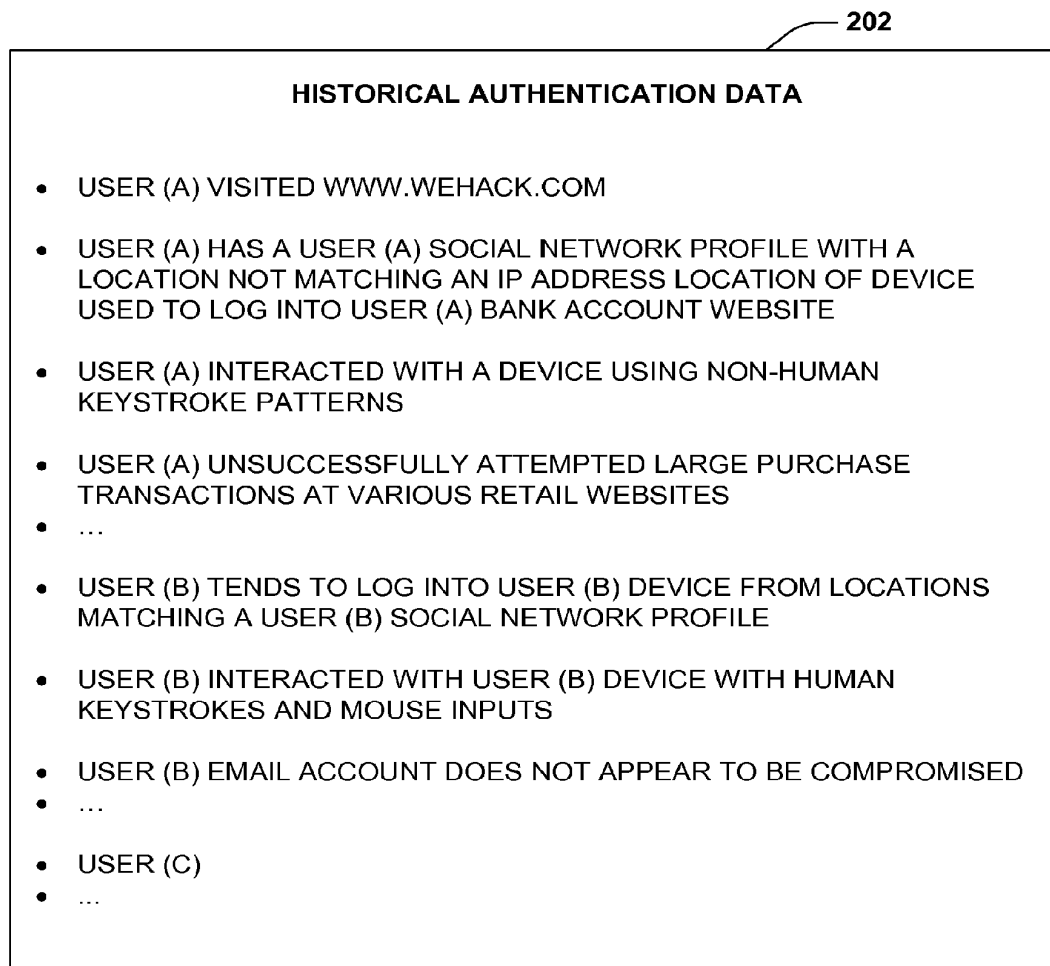 202
HISTORICAL AUTHENTICATION DATA
• USER (A) VISITED WWW.WEHACK.COM
• USER (A) HAS A USER (A) SOCIAL NETWORK PROFILE WITH A
LOCATION NOT MATCHING AN IP ADDRESS LOCATION OF DEVICE
USED TO LOG INTO USER (A) BANK ACCOUNT WEBSITE
• USER (A) INTERACTED WITH A DEVICE USING NON-HUMAN
KEYSTROKE PATTERNS
• USER (A) UNSUCCESSFULLY ATTEMPTED LARGE PURCHASE
TRANSACTIONS AT VARIOUS RETAIL WEBSITES
• ...
• USER (B) TENDS TO LOG INTO USER (B) DEVICE FROM LOCATIONS
MATCHING A USER (B) SOCIAL NETWORK PROFILE
• USER (B) INTERACTED WITH USER (B) DEVICE WITH HUMAN
KEYSTROKES AND MOUSE INPUTS
• USER (B) EMAIL ACCOUNT DOES NOT APPEAR TO BE COMPROMISED
• ...
• USER (C)
• ...